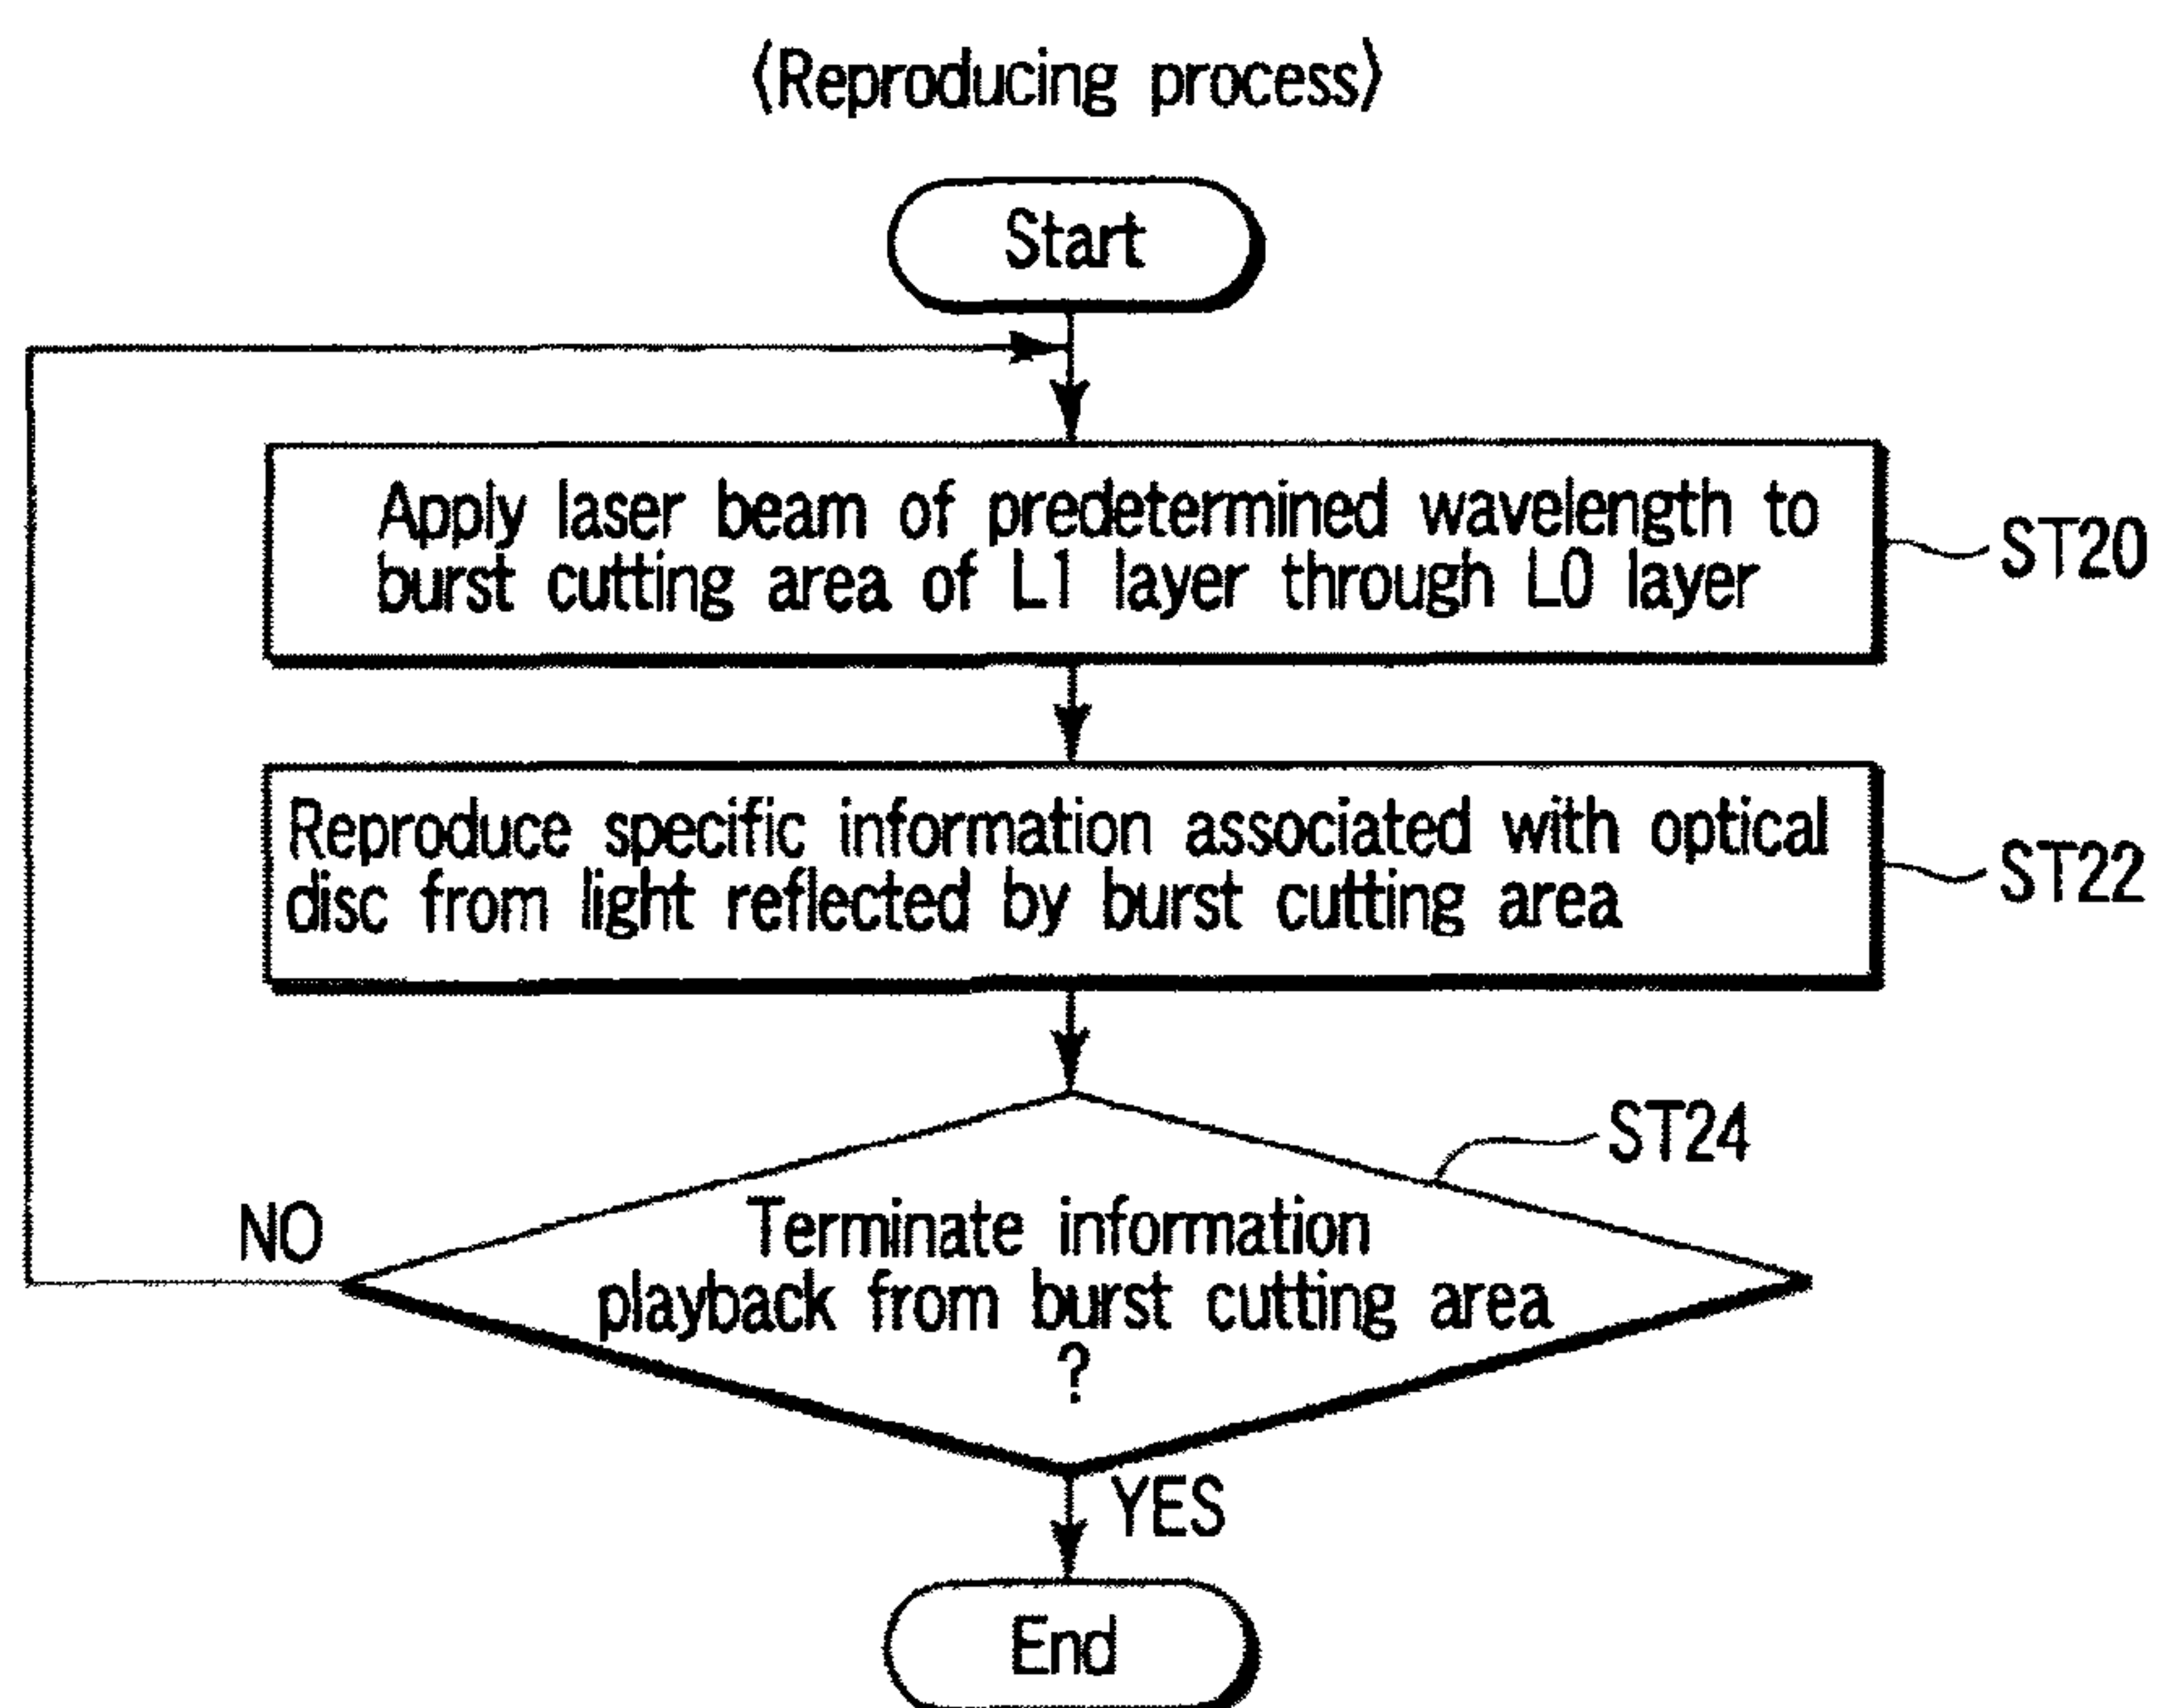 ⟨Reproducing process⟩
Start
Apply laser beam of predetermined wavelength to
burst cutting area of L1 layer through L0 layer
ST20
Reproduce specific information associated with optical
disc from light reflected by burst cutting area
ST22
ST24
NO
Terminate information
playback from burst cutting area
?
YES
End